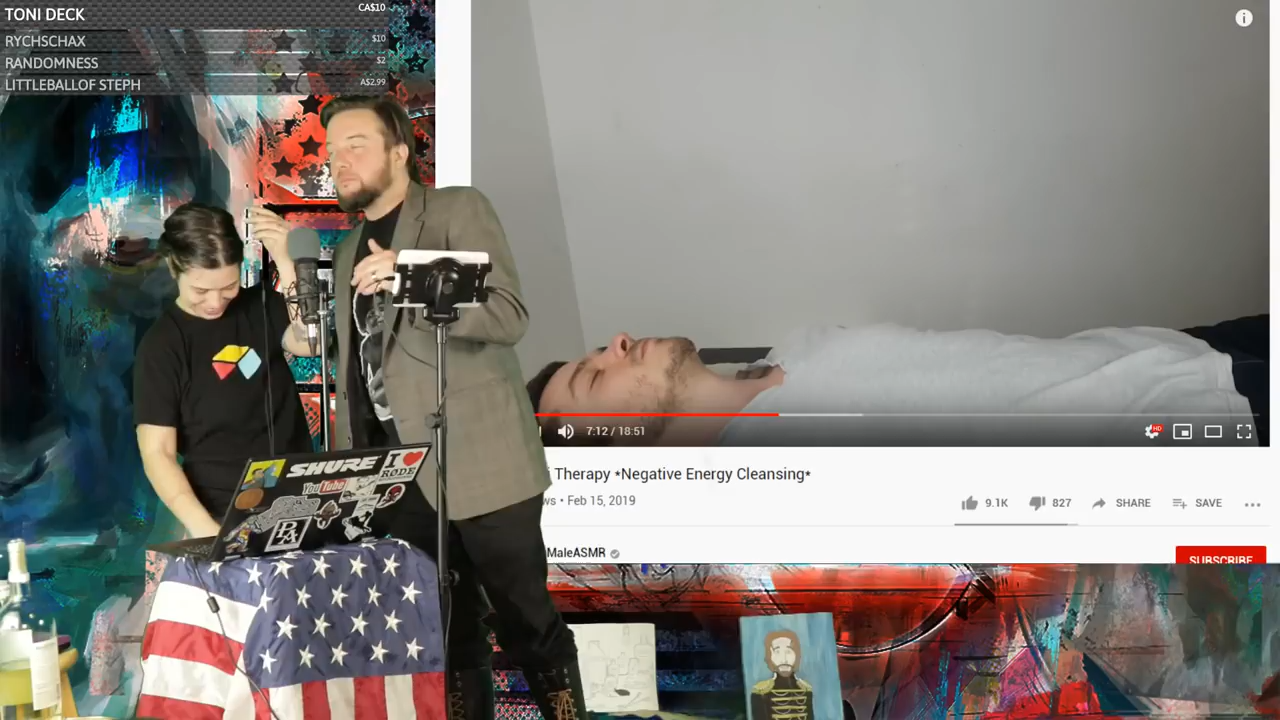 TONI DECK CA$10
RYCHSCHAX $10
RANDOMNESS $2
LITTLEBALLOF STEPH A$2.99
7:12 / 18:51
HD
Therapy *Negative Energy Cleansing*
ws • Feb 15, 2019
9.1K 827 SHARE SAVE
MaleASMR
SUBSCRIBE
SHURE
I ♥ RØDE
YouTube